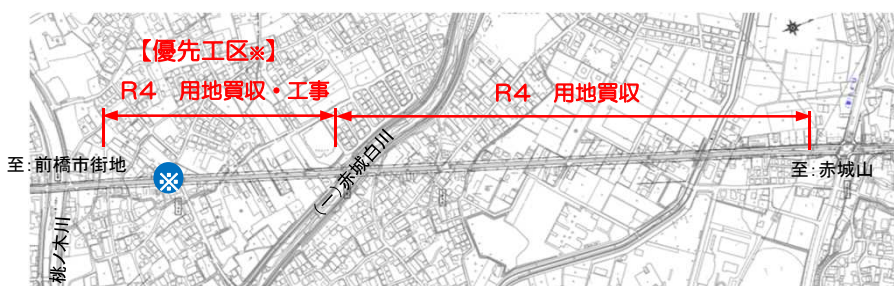 【優先工区※】
R4 用地買収・工事
R4 用地買収
至：前橋市街地
※
(一)赤城白川
至：赤城山
桃ノ木川